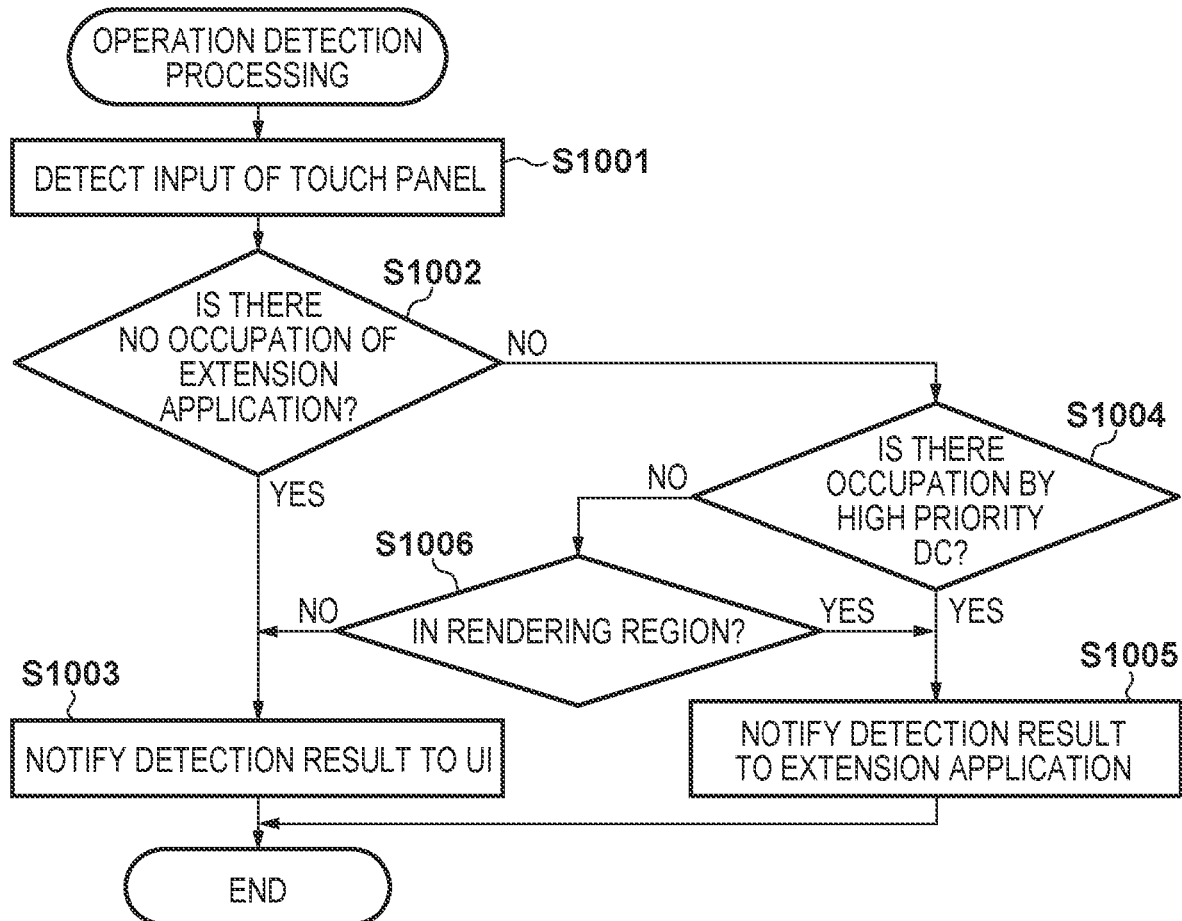 OPERATION DETECTION
PROCESSING
DETECT INPUT OF TOUCH PANEL
S1001
S1002
IS THERE
NO OCCUPATION OF
EXTENSION
APPLICATION?
NO
YES
S1004
IS THERE
OCCUPATION BY
HIGH PRIORITY
DC?
NO
YES
S1006
IN RENDERING REGION?
NO
YES
S1003
NOTIFY DETECTION RESULT TO UI
S1005
NOTIFY DETECTION RESULT
TO EXTENSION APPLICATION
END